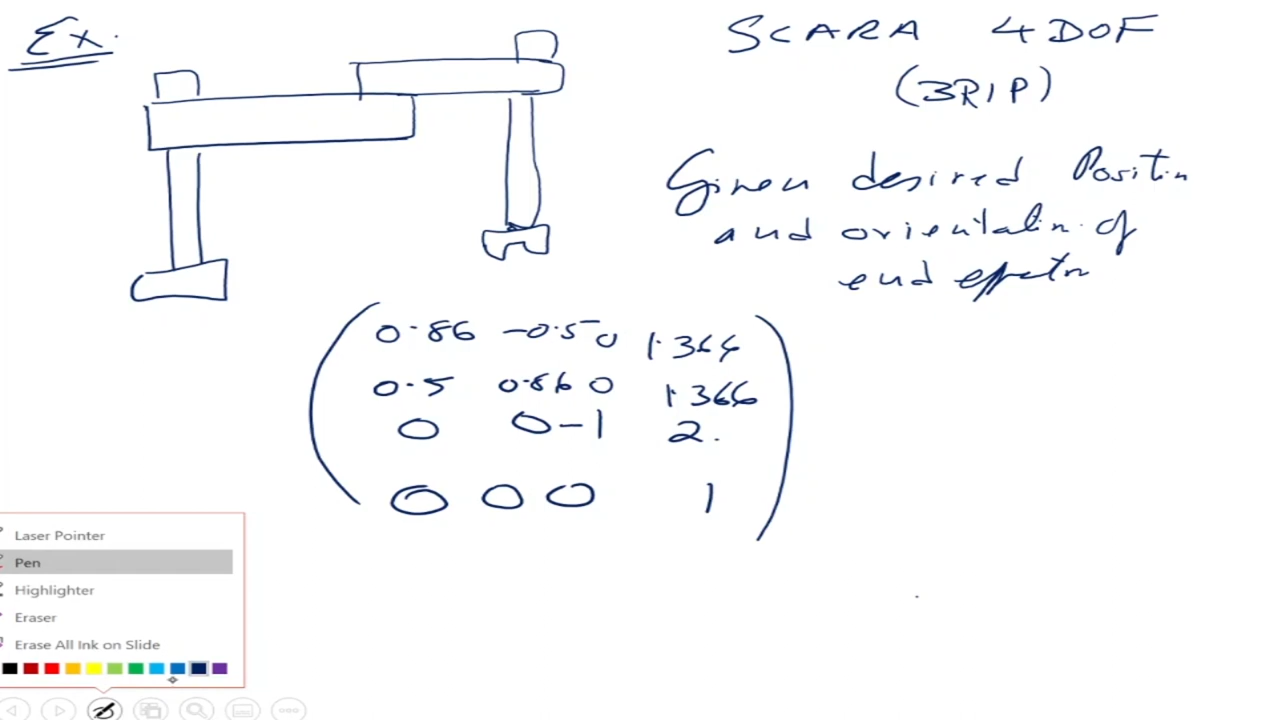 Ex.
SCARA 4 DOF
(3R1P)
Given desired Position
and orientation of
end effector
0.86 -0.5 0 1.366
0.5 0.86 0 1.366
0 0 -1 2.
0 0 0 1
Laser Pointer
Pen
Highlighter
Eraser
Erase All Ink on Slide